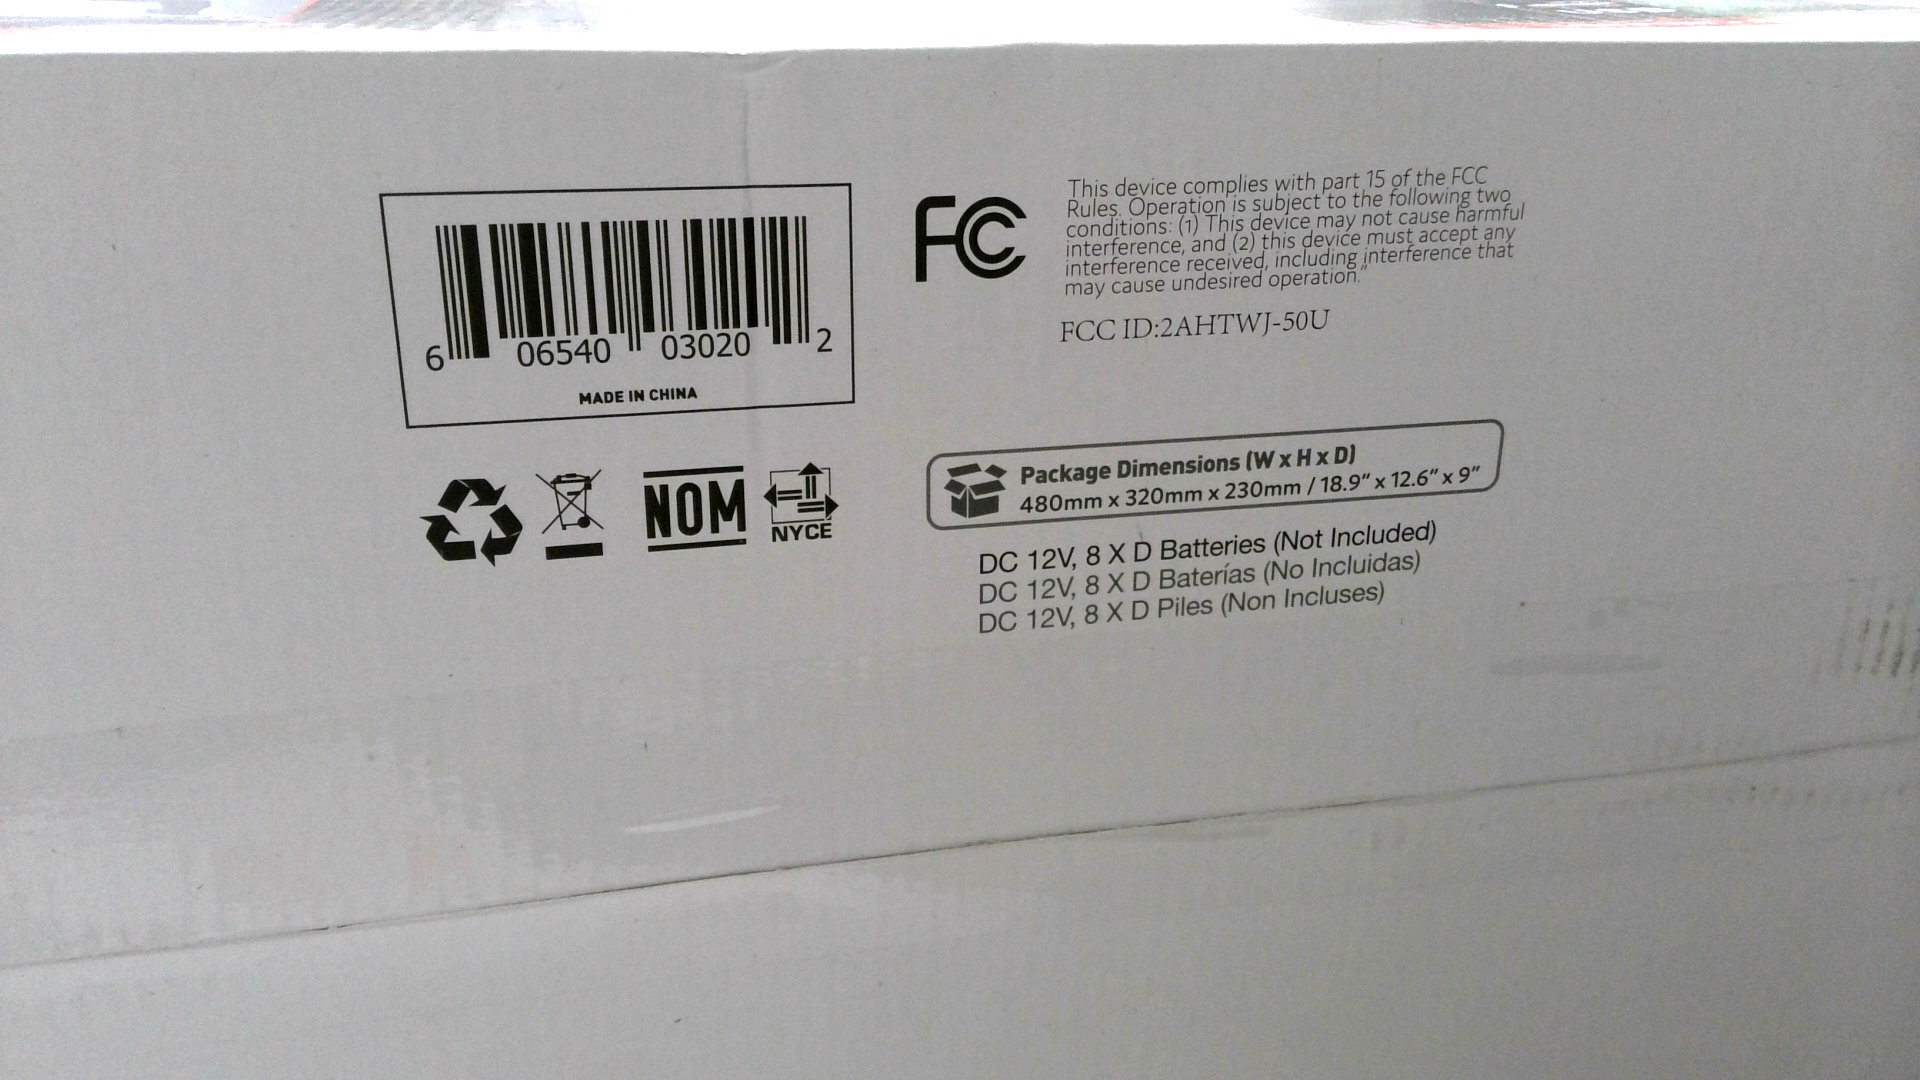 6 06540 03020 2
MADE IN CHINA
NOM
NYCE
FC
This device complies with part 15 of the FCC
Rules. Operation is subject to the following two
conditions: (1) This device may not cause harmful
interference, and (2) this device must accept any
interference received, including interference that
may cause undesired operation."
FCC ID:2AHTWJ-50U
Package Dimensions (W x H x D)
480mm x 320mm x 230mm / 18.9" x 12.6" x 9"
DC 12V, 8 X D Batteries (Not Included)
DC 12V, 8 X D Baterías (No Incluidas)
DC 12V, 8 X D Piles (Non Incluses)